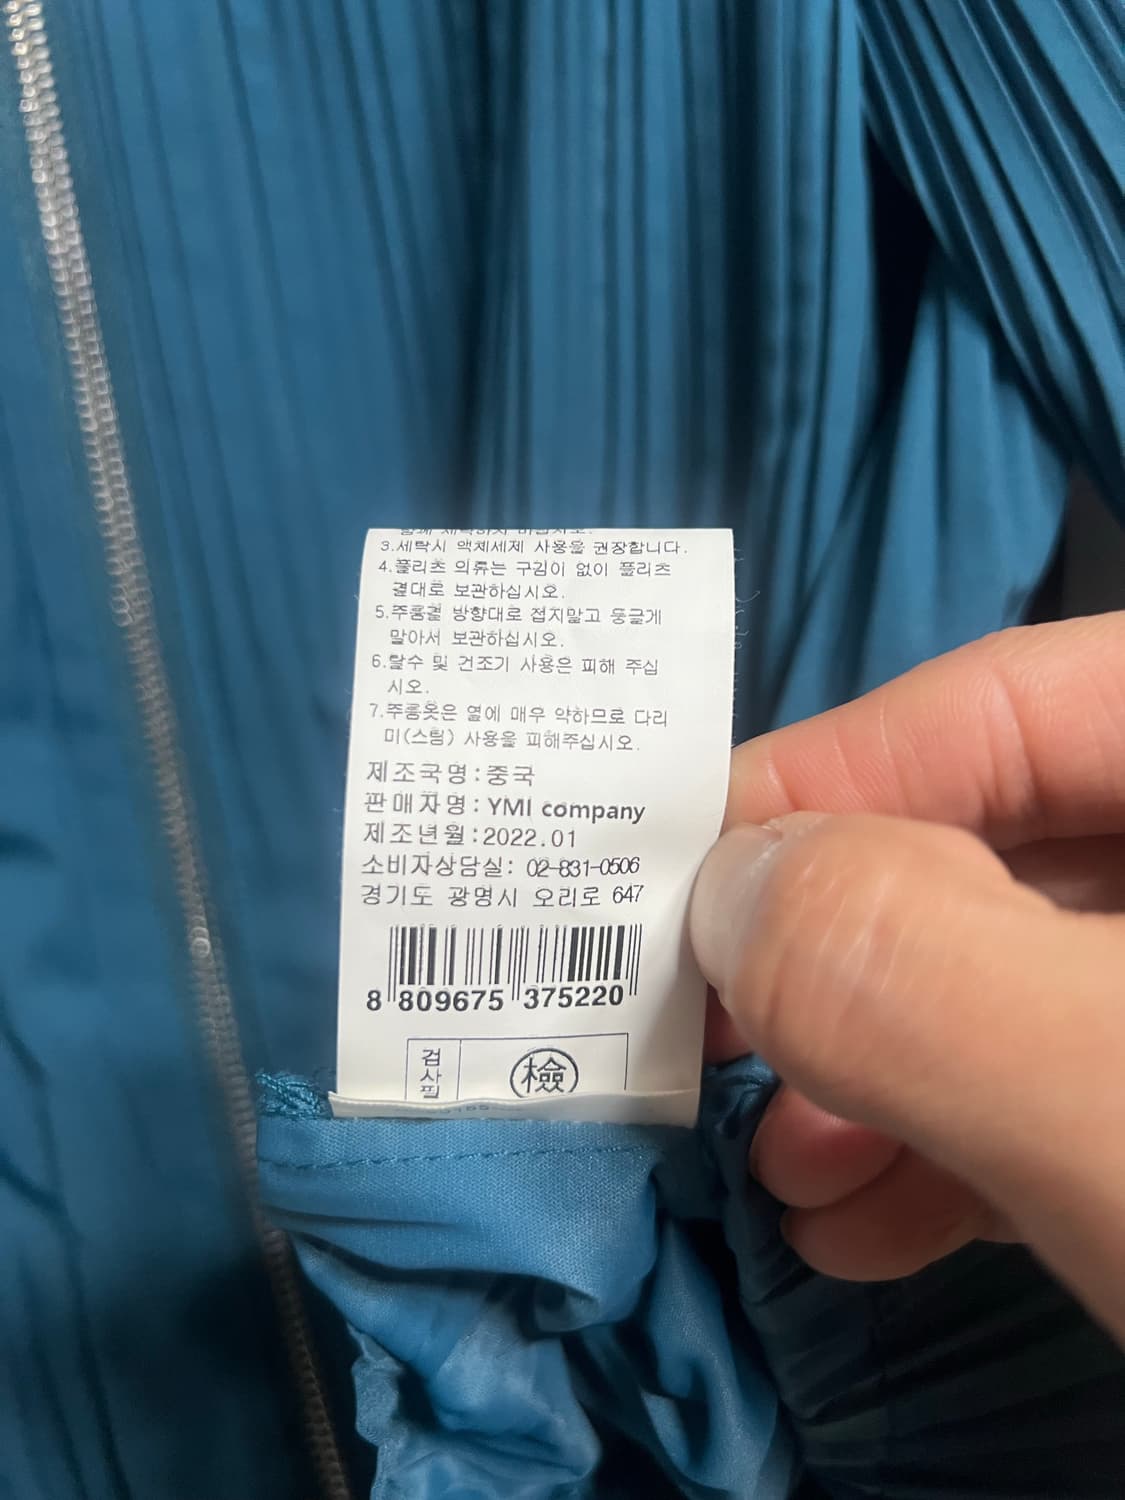 3.세탁시 액체세제 사용을 권장합니다.
4.플리츠 의류는 구김이 없이 플리츠
결대로 보관하십시오.
5.주름결 방향대로 접지말고 둥글게
말아서 보관하십시오.
6.탈수 및 건조기 사용은 피해 주십
시오.
7.주름옷은 열에 매우 약하므로 다리
미(스팀) 사용을 피해주십시오.
제조국명:중국
판매자명:YMI company
제조년월:2022.01
소비자상담실: 02-831-0506
경기도 광명시 오리로 647
8 809675 375220
검사필 檢